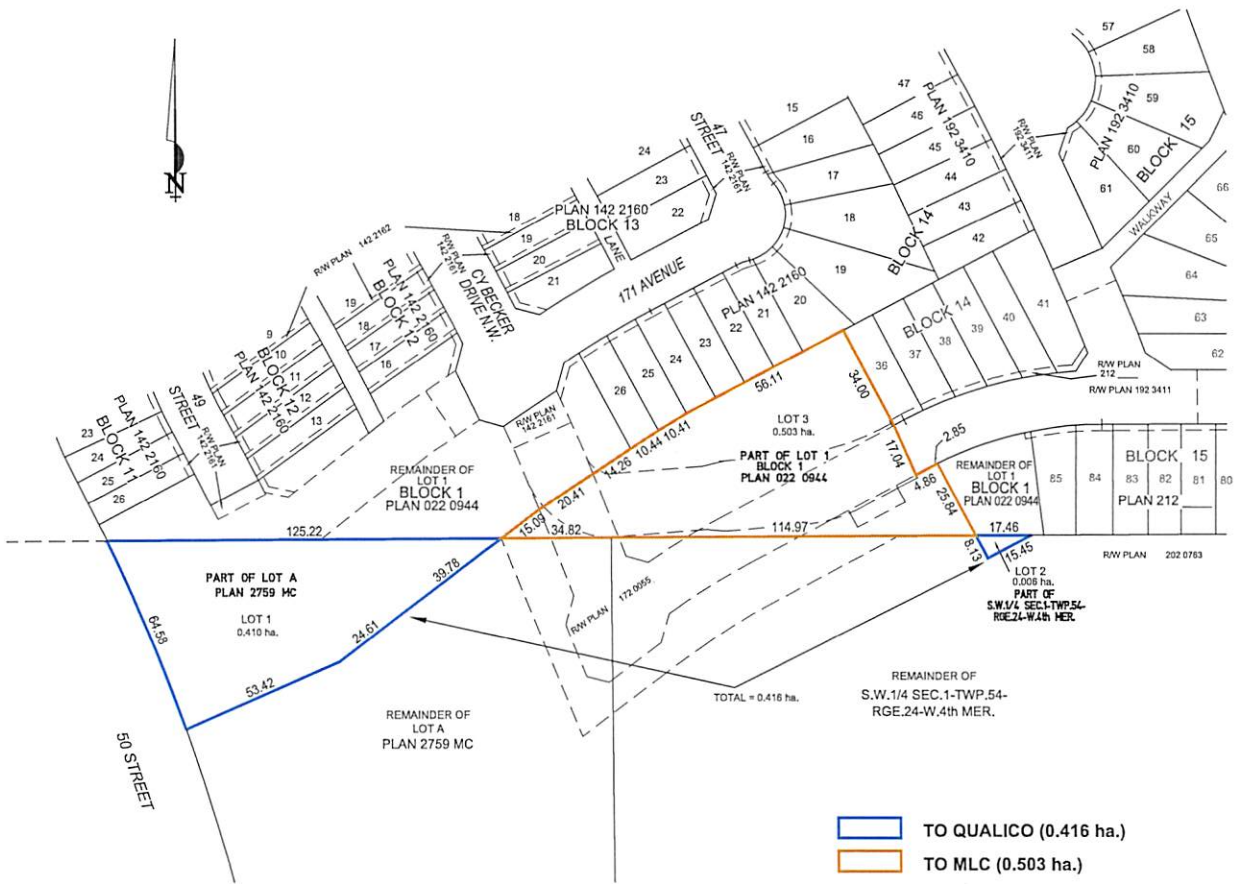 N
57
58
59
60
61
PLAN 192 3410
BLOCK 15
R/W PLAN
192 3411
WALKWAY
66
65
64
63
62
47
46
45
44
43
42
PLAN 192 3410
BLOCK 14
15
16
17
18
19
47
STREET
R/W PLAN
142 2161
24
23
22
18
PLAN 142 2160
BLOCK 13
19
20
21
LANE
171 AVENUE
R/W PLAN 142 2162
R/W PLAN
142 2161
CY BECKER
DRIVE N.W.
PLAN 142 2160
BLOCK 12
19
18
17
16
9
10
11
12
13
BLOCK 12
PLAN 142 2160
49
STREET
R/W PLAN
142 2161
PLAN 142 2160
BLOCK 11
23
24
25
26
PLAN 142 2160
26
25
24
23
22
21
20
R/W PLAN
142 2161
BLOCK 14
36
37
38
39
40
41
R/W PLAN
212
R/W PLAN 192 3411
56.11
34.00
17.04
2.85
4.86
25.84
10.41
10.44
14.26
20.41
15.09
34.82
114.97
LOT 3
0.503 ha.
PART OF LOT 1
BLOCK 1
PLAN 022 0944
REMAINDER OF
LOT 1
BLOCK 1
PLAN 022 0944
REMAINDER OF
LOT 1
BLOCK 1
PLAN 022 0944
85
84
83
82
81
80
BLOCK 15
PLAN 212
R/W PLAN 202 0763
125.22
17.46
8.13
15.45
LOT 2
0.006 ha.
PART OF
S.W.1/4 SEC.1-TWP.54-
RGE.24-W.4th MER.
PART OF LOT A
PLAN 2759 MC
LOT 1
0.410 ha.
39.78
24.61
53.42
64.58
R/W PLAN 172 0055
TOTAL = 0.416 ha.
REMAINDER OF
S.W.1/4 SEC.1-TWP.54-
RGE.24-W.4th MER.
REMAINDER OF
LOT A
PLAN 2759 MC
50 STREET
TO QUALICO (0.416 ha.)
TO MLC (0.503 ha.)